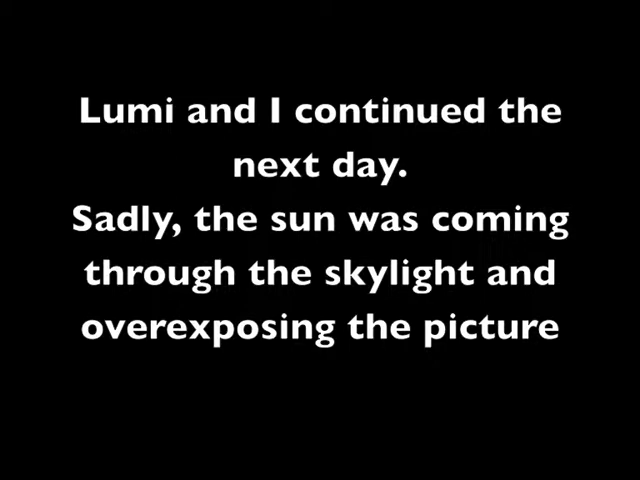 Lumi and I continued the
next day.
Sadly, the sun was coming
through the skylight and
overexposing the picture